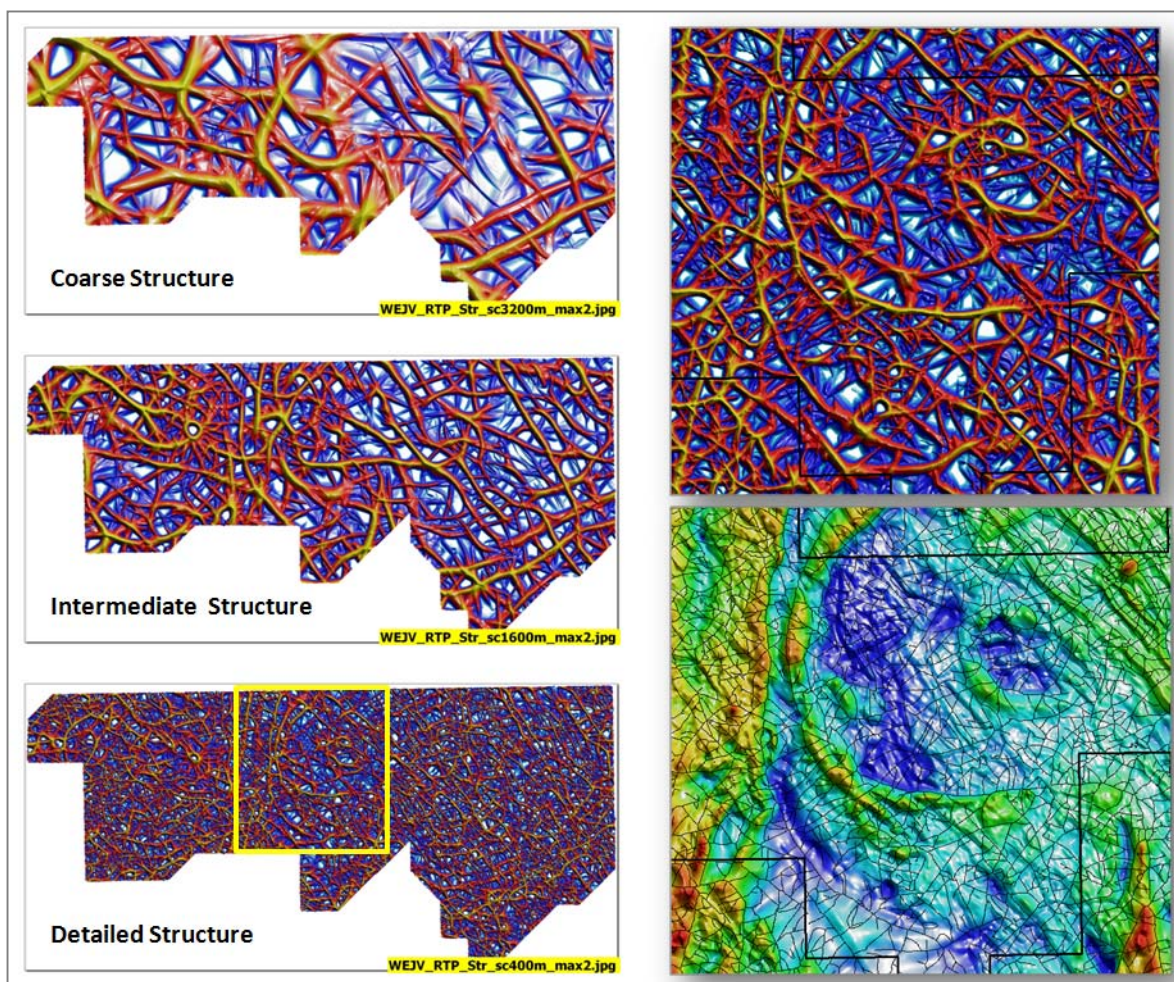 Coarse Structure
WEJV_RTP_Str_sc3200m_max2.jpg
Intermediate  Structure
WEJV_RTP_Str_sc1600m_max2.jpg
Detailed Structure
WEJV_RTP_Str_sc400m_max2.jpg